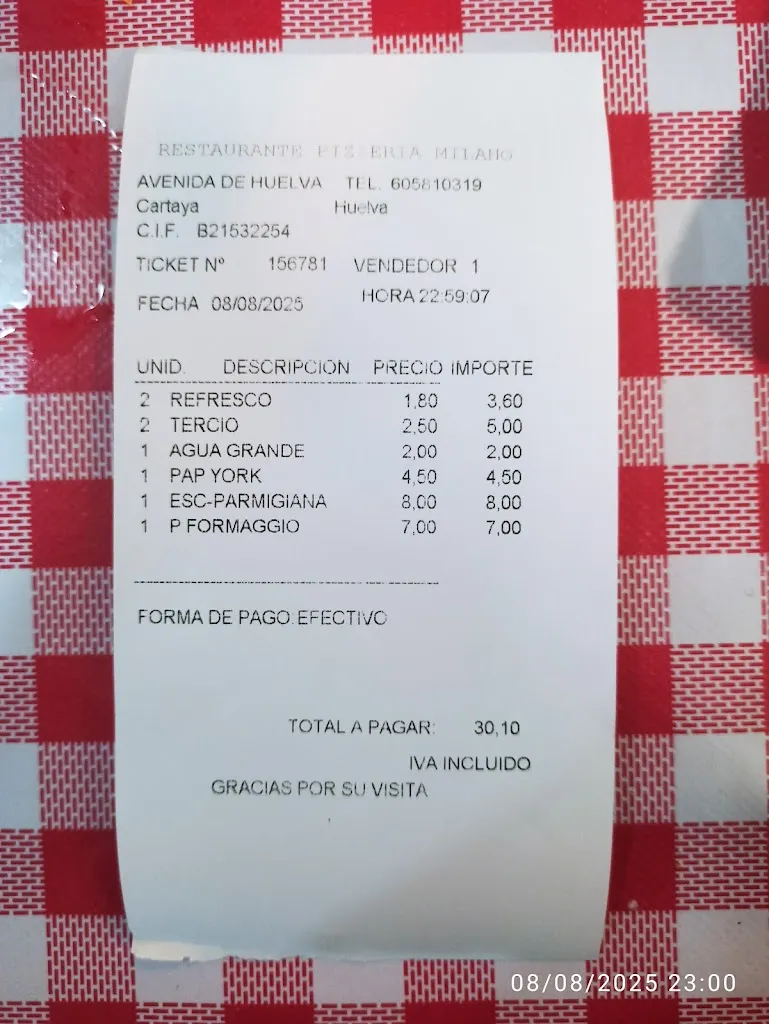 RESTAURANTE PIZZERIA MILANO
AVENIDA DE HUELVA TEL. 605810319
Cartaya Huelva
C.I.F. B21532254
TICKET Nº 156781 VENDEDOR 1
FECHA 08/08/2025 HORA 22:59:07
UNID. DESCRIPCION PRECIO IMPORTE
2 REFRESCO 1,80 3,60
2 TERCIO 2,50 5,00
1 AGUA GRANDE 2,00 2,00
1 PAP YORK 4,50 4,50
1 ESC-PARMIGIANA 8,00 8,00
1 P FORMAGGIO 7,00 7,00
FORMA DE PAGO:EFECTIVO
TOTAL A PAGAR: 30,10
IVA INCLUIDO
GRACIAS POR SU VISITA
08/08/2025 23:00